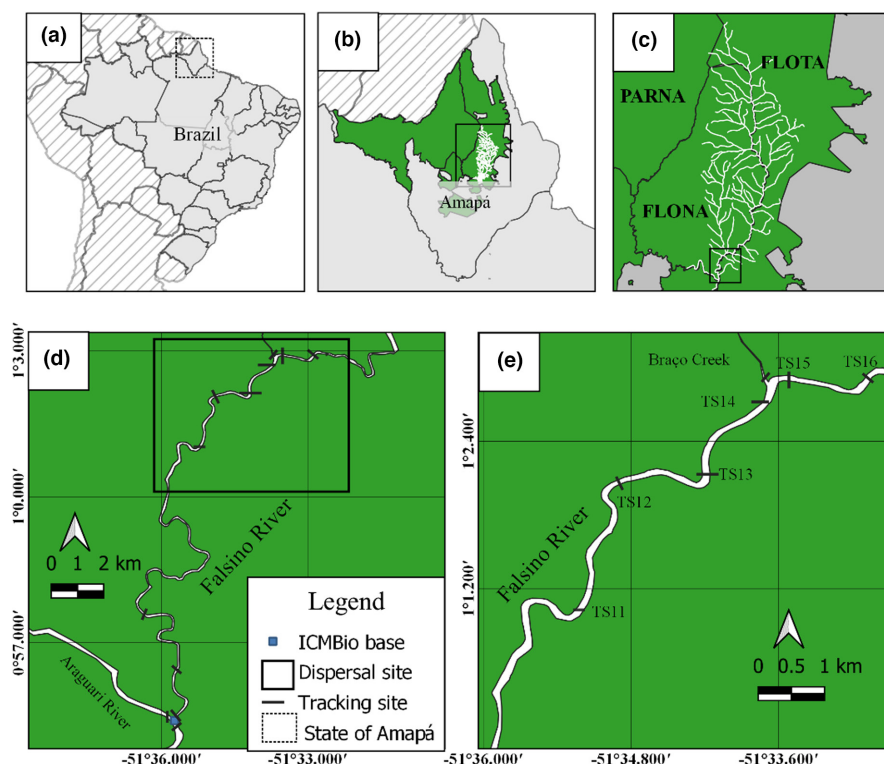 (a)
Brazil
(b)
Amapá
(c)
FLOTA
PARNA
FLONA
(d)
1°3.000′
1°0.000′
0°57.000′
0 1 2 km
Falsino River
Araguari River
Legend
ICMBio base
Dispersal site
Tracking site
State of Amapá
-51°36.000′
-51°33.000′
(e)
Braço Creek
TS15
TS16
TS14
1°2.400′
TS13
TS12
Falsino River
1°1.200′
TS11
0 0.5 1 km
-51°36.000′
-51°34.800′
-51°33.600′